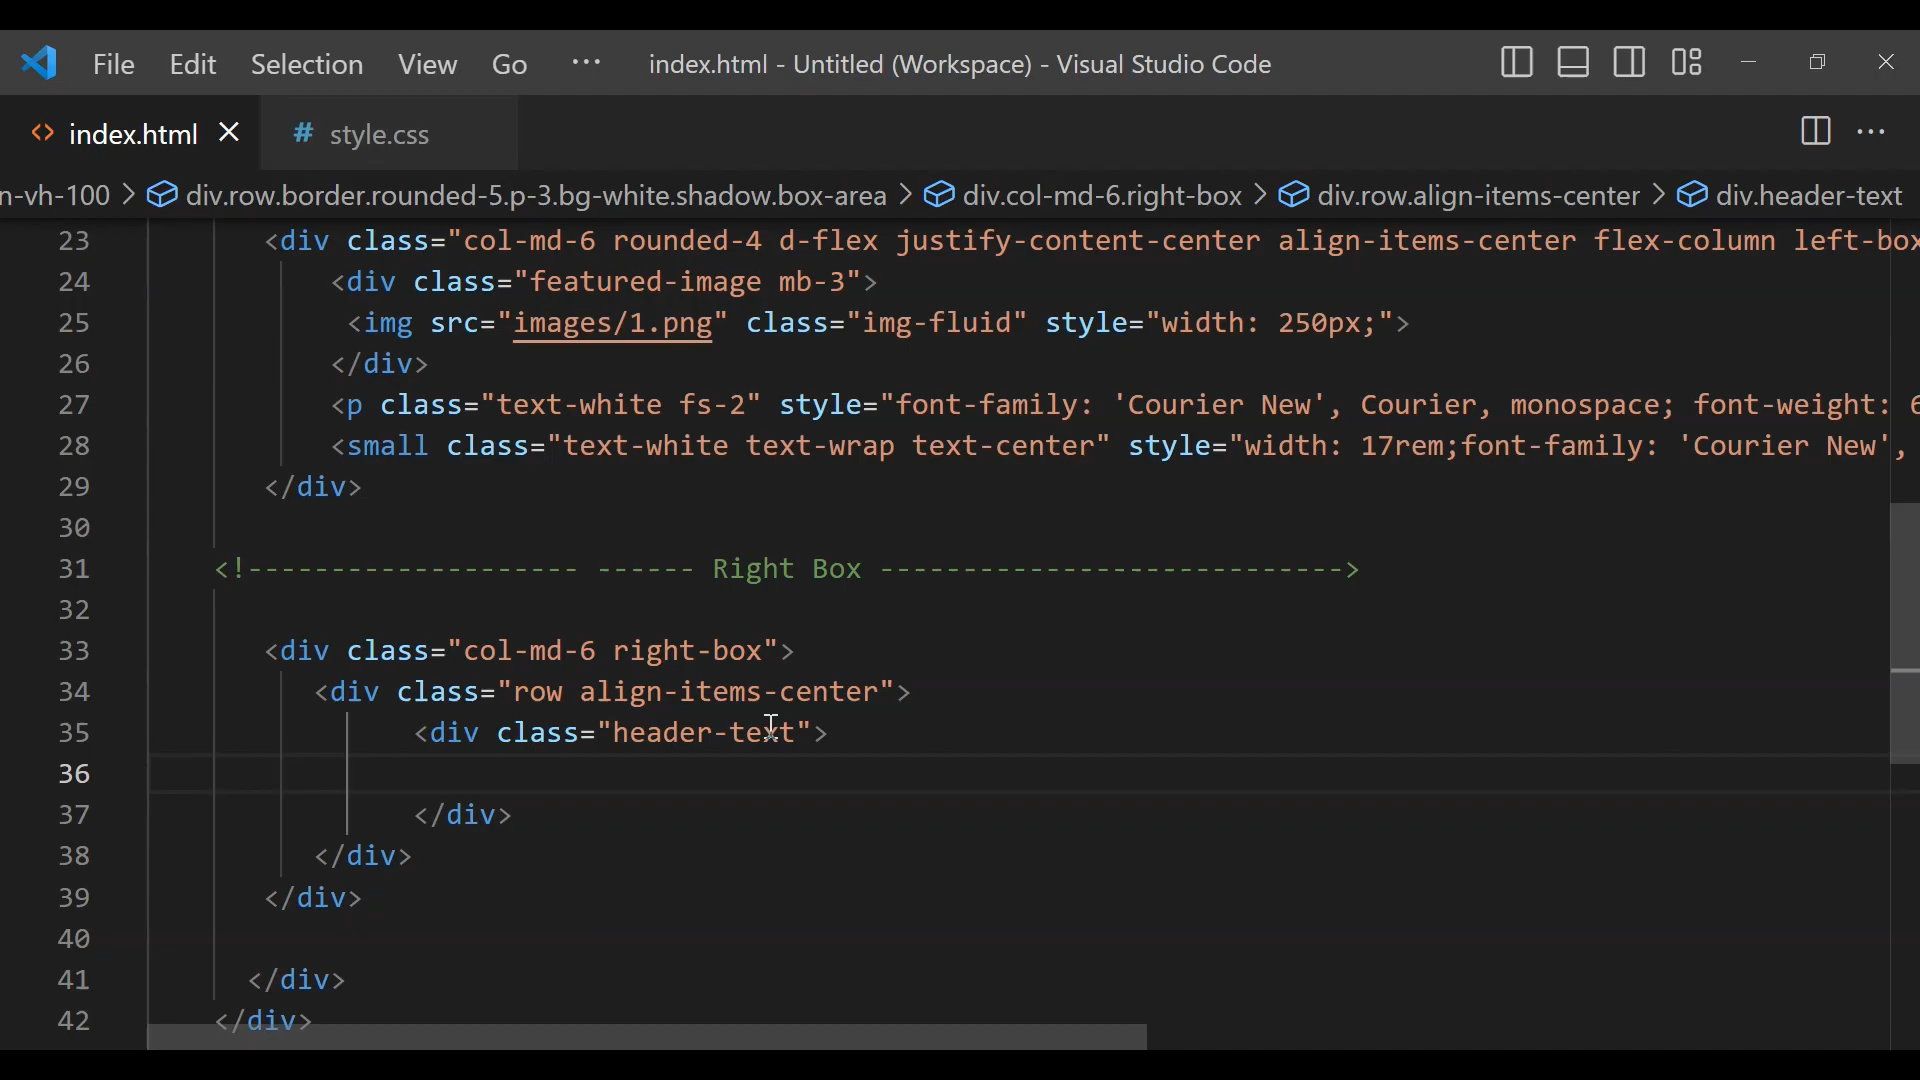 File Edit Selection View Go ··· index.html - Untitled (Workspace) - Visual Studio Code
<> index.html × # style.css
n-vh-100 > div.row.border.rounded-5.p-3.bg-white.shadow.box-area > div.col-md-6.right-box > div.row.align-items-center > div.header-text
23 <div class="col-md-6 rounded-4 d-flex justify-content-center align-items-center flex-column left-box
24 <div class="featured-image mb-3">
25 <img src="images/1.png" class="img-fluid" style="width: 250px;">
26 </div>
27 <p class="text-white fs-2" style="font-family: 'Courier New', Courier, monospace; font-weight: 6
28 <small class="text-white text-wrap text-center" style="width: 17rem;font-family: 'Courier New',
29 </div>
30
31 <!-------------------- ------ Right Box ---------------------------->
32
33 <div class="col-md-6 right-box">
34 <div class="row align-items-center">
35 <div class="header-text">
36
37 </div>
38 </div>
39 </div>
40
41 </div>
42 </div>